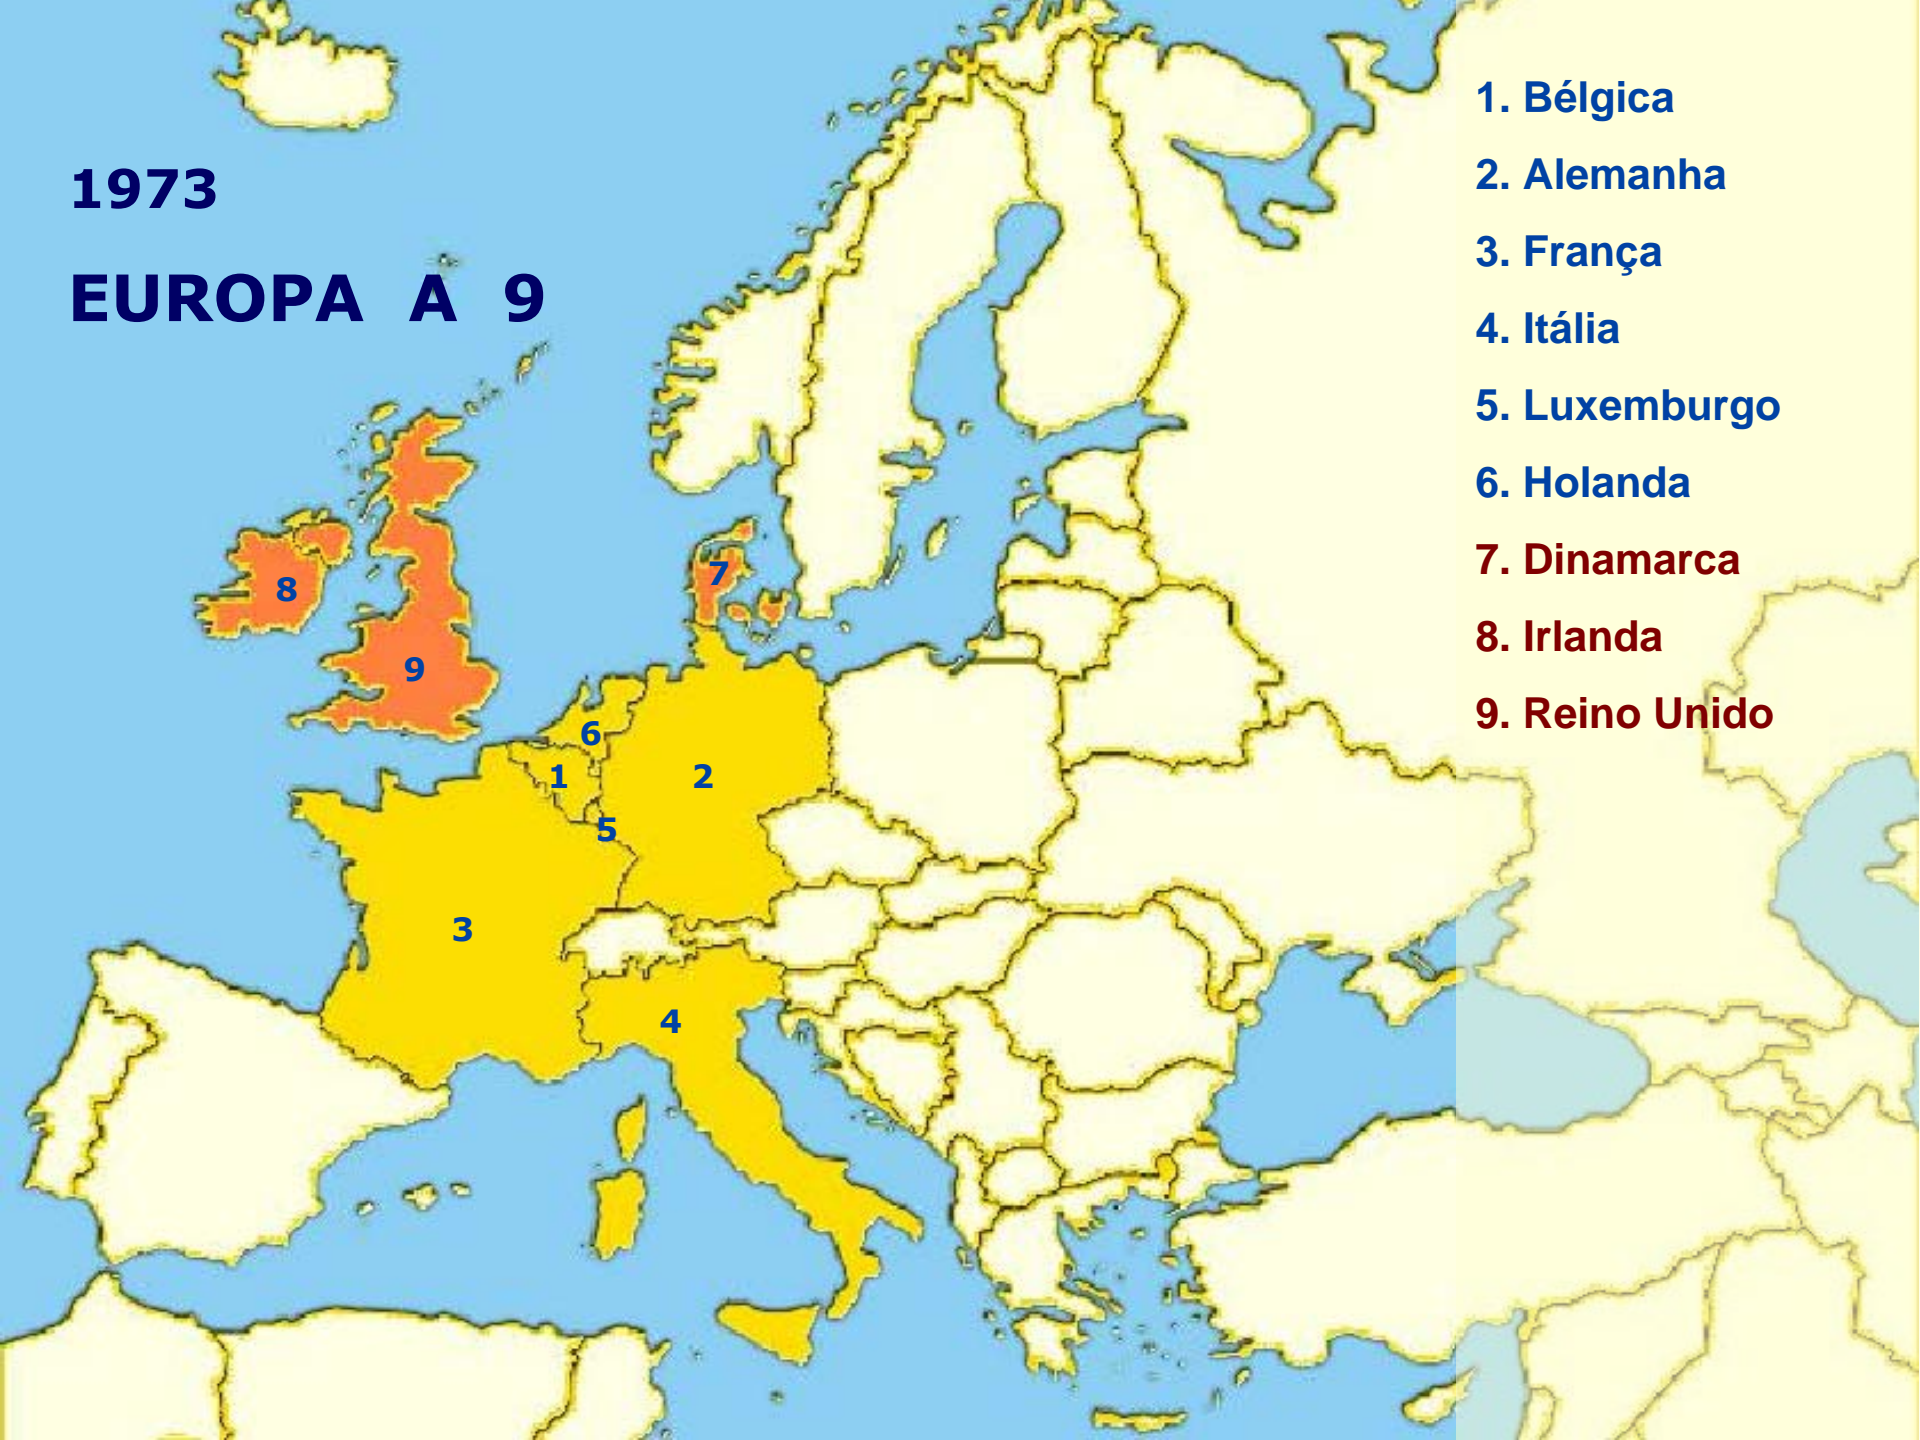 1973
EUROPA A 9
1. Bélgica
2. Alemanha
3. França
4. Itália
5. Luxemburgo
6. Holanda
7. Dinamarca
8. Irlanda
9. Reino Unido
7
8
9
6
1
2
5
3
4